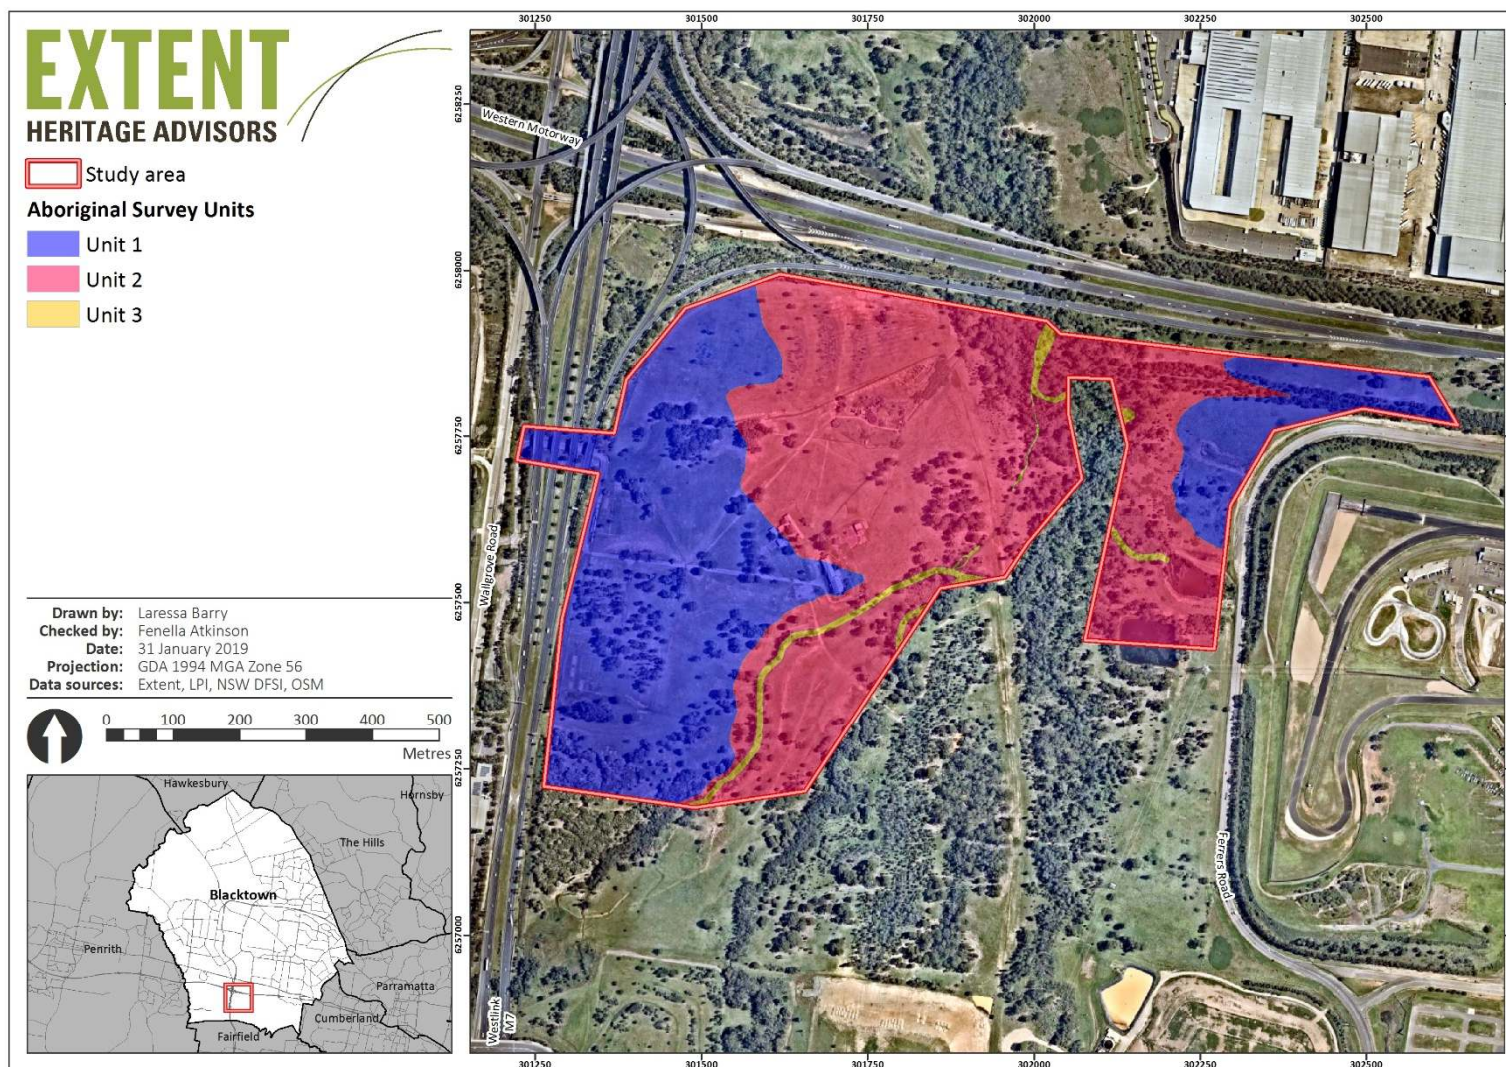 EXTENT
HERITAGE ADVISORS
Study area
Aboriginal Survey Units
Unit 1
Unit 2
Unit 3
Drawn by: Laressa Barry
Checked by: Fenella Atkinson
Date: 31 January 2019
Projection: GDA 1994 MGA Zone 56
Data sources: Extent, LPI, NSW DFSI, OSM
0 100 200 300 400 500
Metres
Hawkesbury
Hornsby
The Hills
Blacktown
Penrith
Parramatta
Cumberland
Fairfield
301250 301500 301750 302000 302250 302500
6258250
6258000
6257750
6257500
6257250
6257000
Western Motorway
Wallgrove Road
Ferrers Road
Westlink
M7
301250 301500 301750 302000 302250 302500